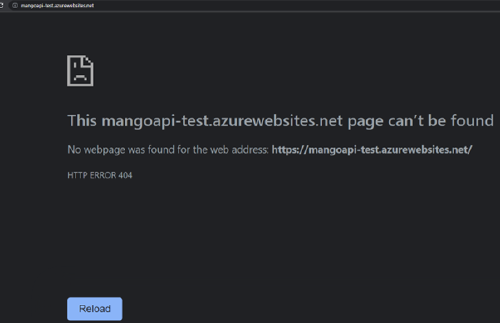 mangoapi-test.azurewebsites.net
This mangoapi-test.azurewebsites.net page can't be found
No webpage was found for the web address: https://mangoapi-test.azurewebsites.net/
HTTP ERROR 404
Reload